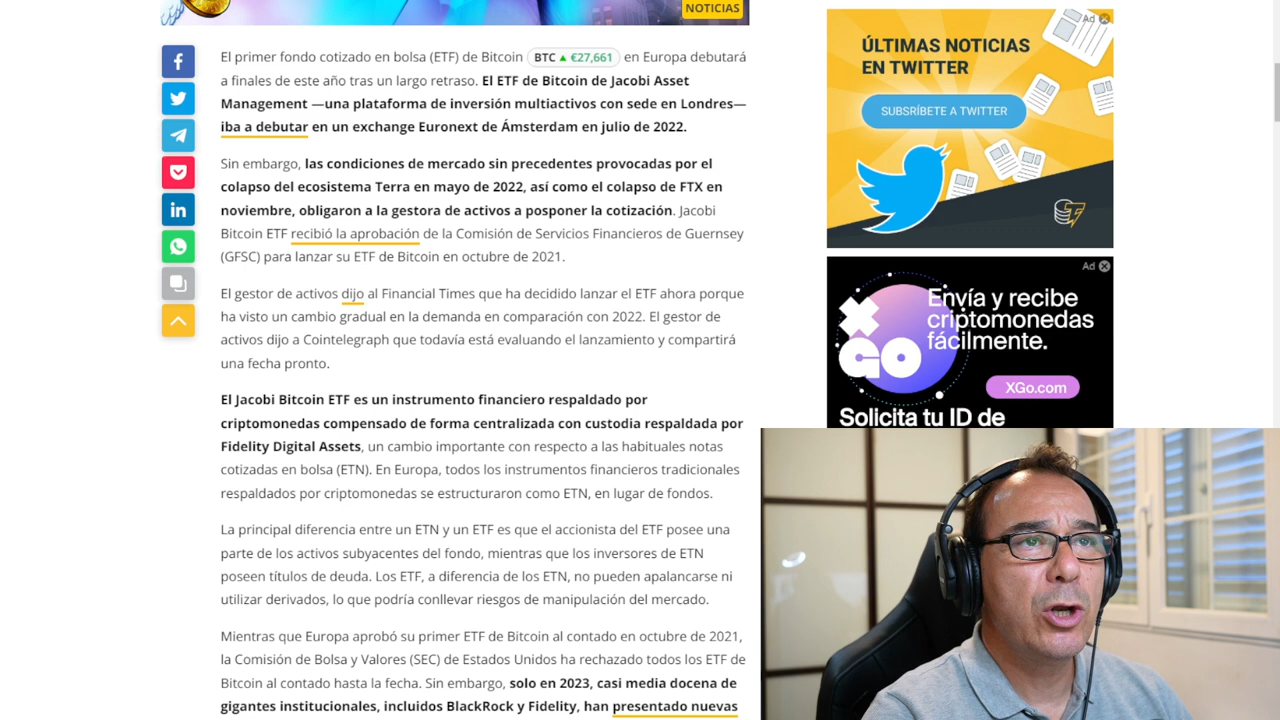 NOTICIAS
El primer fondo cotizado en bolsa (ETF) de Bitcoin BTC ▲ €27,661 en Europa debutará
a finales de este año tras un largo retraso. El ETF de Bitcoin de Jacobi Asset
Management —una plataforma de inversión multiactivos con sede en Londres—
iba a debutar en un exchange Euronext de Ámsterdam en julio de 2022.
Sin embargo, las condiciones de mercado sin precedentes provocadas por el
colapso del ecosistema Terra en mayo de 2022, así como el colapso de FTX en
noviembre, obligaron a la gestora de activos a posponer la cotización. Jacobi
Bitcoin ETF recibió la aprobación de la Comisión de Servicios Financieros de Guernsey
(GFSC) para lanzar su ETF de Bitcoin en octubre de 2021.
El gestor de activos dijo al Financial Times que ha decidido lanzar el ETF ahora porque
ha visto un cambio gradual en la demanda en comparación con 2022. El gestor de
activos dijo a Cointelegraph que todavía está evaluando el lanzamiento y compartirá
una fecha pronto.
El Jacobi Bitcoin ETF es un instrumento financiero respaldado por
criptomonedas compensado de forma centralizada con custodia respaldada por
Fidelity Digital Assets, un cambio importante con respecto a las habituales notas
cotizadas en bolsa (ETN). En Europa, todos los instrumentos financieros tradicionales
respaldados por criptomonedas se estructuraron como ETN, en lugar de fondos.
La principal diferencia entre un ETN y un ETF es que el accionista del ETF posee una
parte de los activos subyacentes del fondo, mientras que los inversores de ETN
poseen títulos de deuda. Los ETF, a diferencia de los ETN, no pueden apalancarse ni
utilizar derivados, lo que podría conllevar riesgos de manipulación del mercado.
Mientras que Europa aprobó su primer ETF de Bitcoin al contado en octubre de 2021,
la Comisión de Bolsa y Valores (SEC) de Estados Unidos ha rechazado todos los ETF de
Bitcoin al contado hasta la fecha. Sin embargo, solo en 2023, casi media docena de
gigantes institucionales, incluidos BlackRock y Fidelity, han presentado nuevas
Ad
ÚLTIMAS NOTICIAS
EN TWITTER
SUBSRÍBETE A TWITTER
Ad
X
GO
Envía y recibe
criptomonedas
fácilmente.
XGo.com
Solicita tu ID de